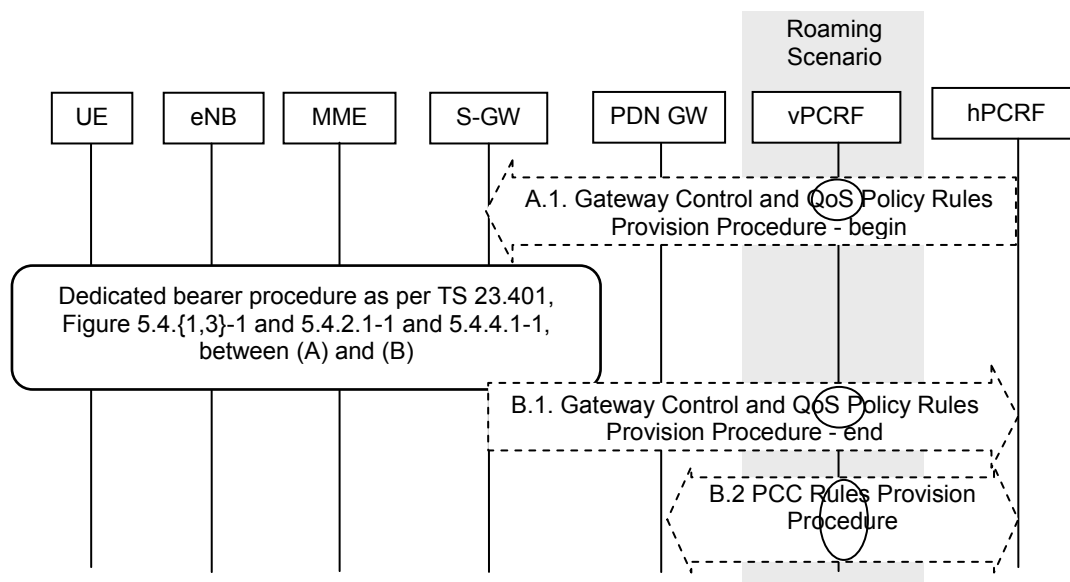 Roaming
Scenario
UE
eNB
MME
S-GW
PDN GW
vPCRF
hPCRF
A.1. Gateway Control and QoS Policy Rules
Provision Procedure - begin
Dedicated bearer procedure as per TS 23.401,
Figure 5.4.{1,3}-1 and 5.4.2.1-1 and 5.4.4.1-1,
between (A) and (B)
B.1. Gateway Control and QoS Policy Rules
Provision Procedure - end
B.2 PCC Rules Provision
Procedure